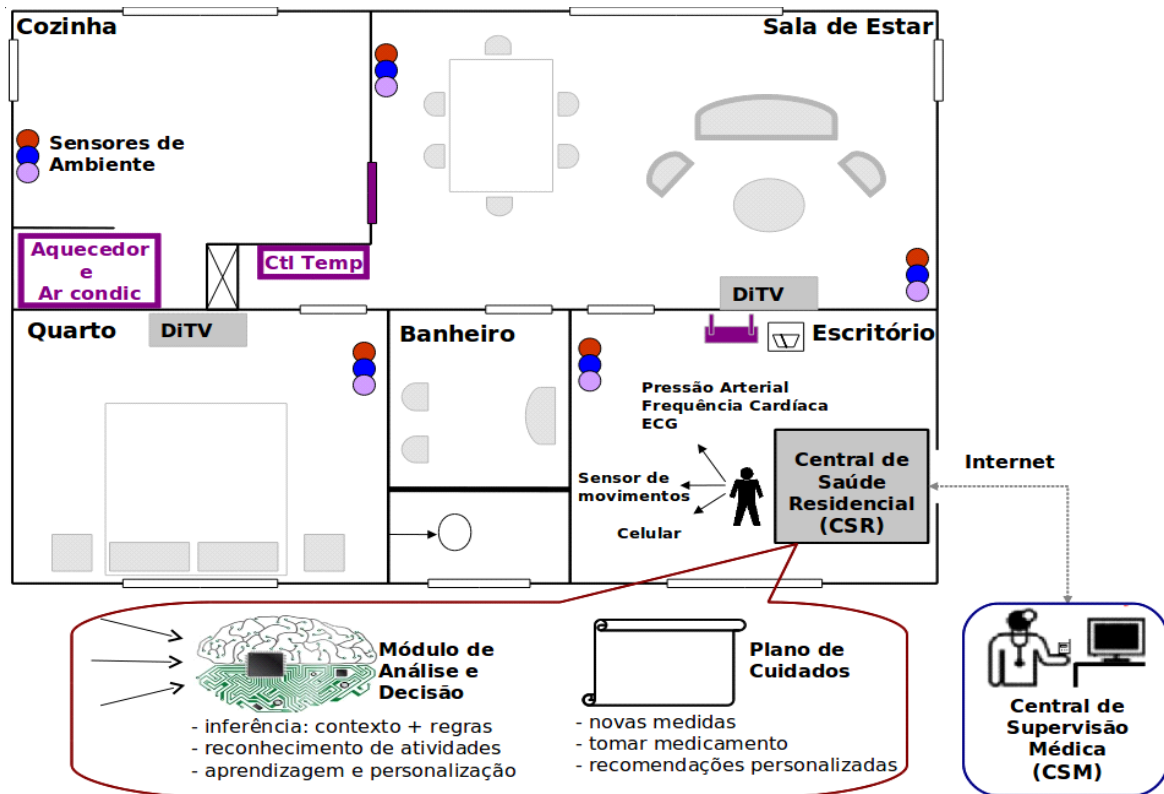 Cozinha
Sala de Estar
Sensores de
Ambiente
Aquecedor
e
Ar condic
Ctl Temp
DiTV
Quarto
DiTV
Banheiro
Escritório
Pressão Arterial
Frequência Cardíaca
ECG
Sensor de
movimentos
Celular
Central de
Saúde
Residencial
(CSR)
Internet
Módulo de
Análise e
Decisão
- inferência: contexto + regras
- reconhecimento de atividades
- aprendizagem e personalização
Plano de
Cuidados
- novas medidas
- tomar medicamento
- recomendações personalizadas
Central de
Supervisão
Médica
(CSM)